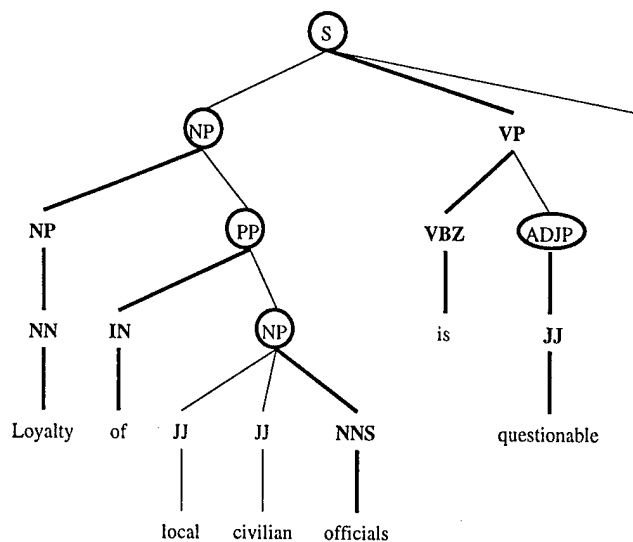 S
NP VP
NP PP VBZ ADJP
NN IN NP is JJ
Loyalty of JJ JJ NNS questionable
local civilian officials